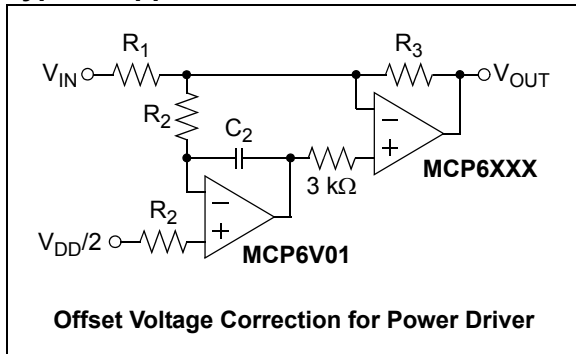 R1
R3
VIN
VOUT
R2
C2
3 kΩ
MCP6XXX
R2
VDD/2
MCP6V01
Offset Voltage Correction for Power Driver